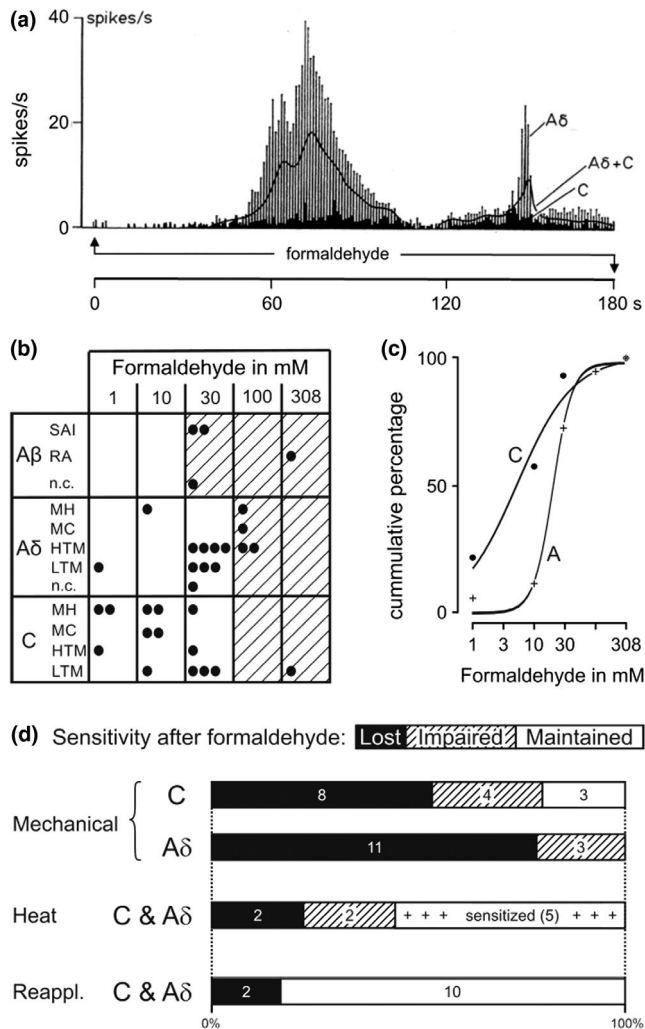 (a)
spikes/s
spikes/s
40
20
0
Aδ
Aδ+C
C
formaldehyde
0 60 120 180 s
(b)
Formaldehyde in mM
1 10 30 100 308
Aβ
SAI
RA
n.c.
Aδ
MH
MC
HTM
LTM
n.c.
C
MH
MC
HTM
LTM
(c)
cummulative percentage
100
50
0
C
A
1 3 10 30 308
Formaldehyde in mM
(d) Sensitivity after formaldehyde: Lost Impaired Maintained
Mechanical
C 8 4 3
Aδ 11 3
Heat C & Aδ 2 2 + + + sensitized (5) + + +
Reappl. C & Aδ 2 10
0% 100%